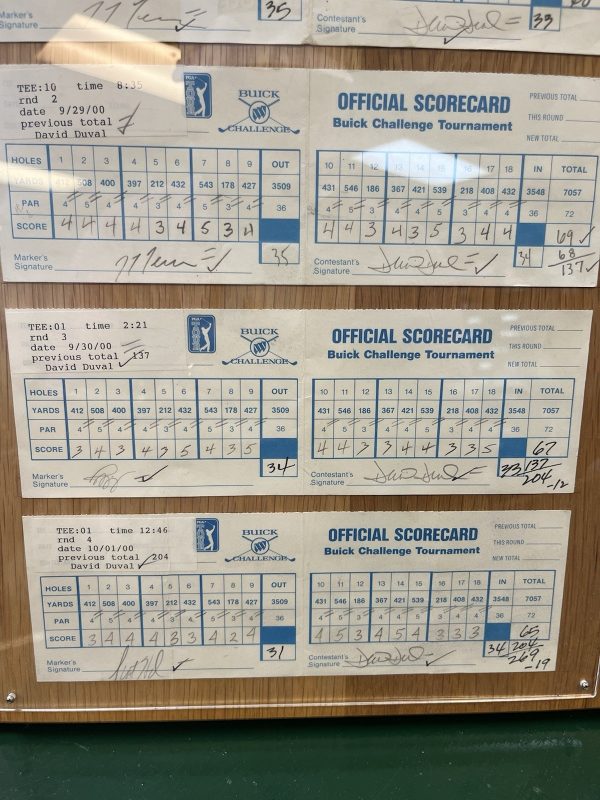 Marker's
Signature
35
Contestant's
Signature
33
TEE:10 time 8:35
rnd 2
date 9/29/00
previous total
David Duval
PGA TOUR
BUICK
CHALLENGE
OFFICIAL SCORECARD
Buick Challenge Tournament
PREVIOUS TOTAL
THIS ROUND
NEW TOTAL
HOLES 1 2 3 4 5 6 7 8 9 OUT 10 11 12 13 14 15 16 17 18 IN TOTAL
YARDS 412 508 400 397 212 432 543 178 427 3509 431 546 186 367 421 539 218 408 432 3548 7057
PAR 4 5 4 4 3 4 5 3 4 36 4 5 3 4 4 5 3 4 4 36 72
SCORE 4 4 4 4 3 4 5 3 4 35 4 4 3 4 3 5 3 4 4 34 69
68
137
Marker's
Signature
Contestant's
Signature
TEE:01 time 2:21
rnd 3
date 9/30/00
previous total 137
David Duval
BUICK
CHALLENGE
OFFICIAL SCORECARD
Buick Challenge Tournament
PREVIOUS TOTAL
THIS ROUND
NEW TOTAL
HOLES 1 2 3 4 5 6 7 8 9 OUT 10 11 12 13 14 15 16 17 18 IN TOTAL
YARDS 412 508 400 397 212 432 543 178 427 3509 431 546 186 367 421 539 218 408 432 3548 7057
PAR 4 5 4 4 3 4 5 3 4 36 4 5 3 4 4 5 3 4 4 36 72
SCORE 3 4 3 4 3 5 4 3 5 34 4 4 3 3 4 4 3 3 5 33 67
137
204 -12
Marker's
Signature
Contestant's
Signature
TEE:01 time 12:46
rnd 4
date 10/01/00
previous total 204
David Duval
BUICK
CHALLENGE
OFFICIAL SCORECARD
Buick Challenge Tournament
PREVIOUS TOTAL
THIS ROUND
NEW TOTAL
HOLES 1 2 3 4 5 6 7 8 9 OUT 10 11 12 13 14 15 16 17 18 IN TOTAL
YARDS 412 508 400 397 212 432 543 178 427 3509 431 546 186 367 421 539 218 408 432 3548 7057
PAR 4 5 4 4 3 4 5 3 4 36 4 5 3 4 4 5 3 4 4 36 72
SCORE 3 4 4 4 3 3 4 2 4 31 4 5 3 4 5 4 3 3 3 34 65
204
269 -19
Marker's
Signature
Contestant's
Signature